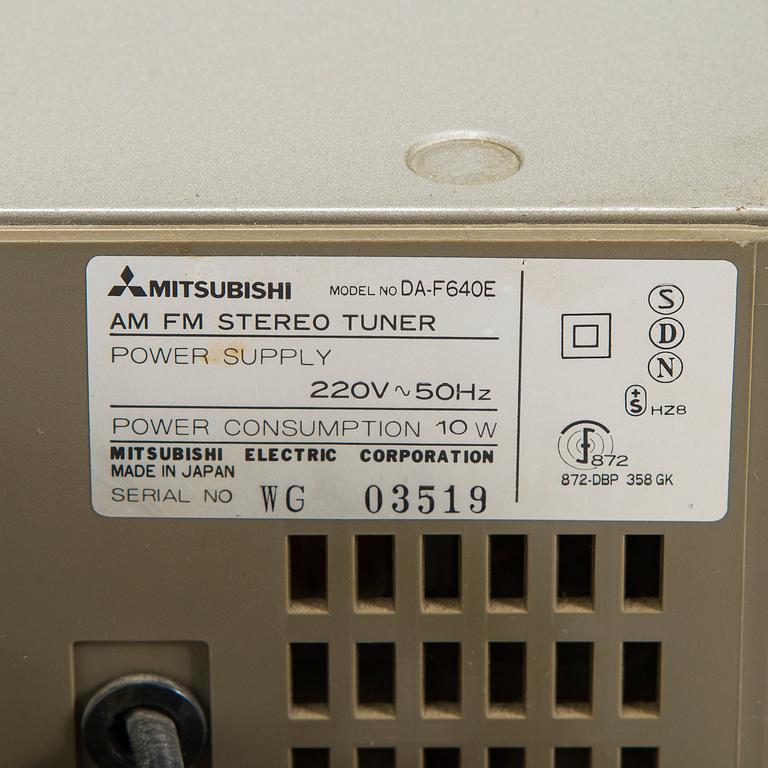 MITSUBISHI MODEL NO DA-F640E
AM FM STEREO TUNER
POWER SUPPLY
220V ~ 50Hz
POWER CONSUMPTION 10 W
MITSUBISHI ELECTRIC CORPORATION
MADE IN JAPAN
SERIAL NO WG 03519
S
D
N
+S HZ8
872
872-DBP 358 GK